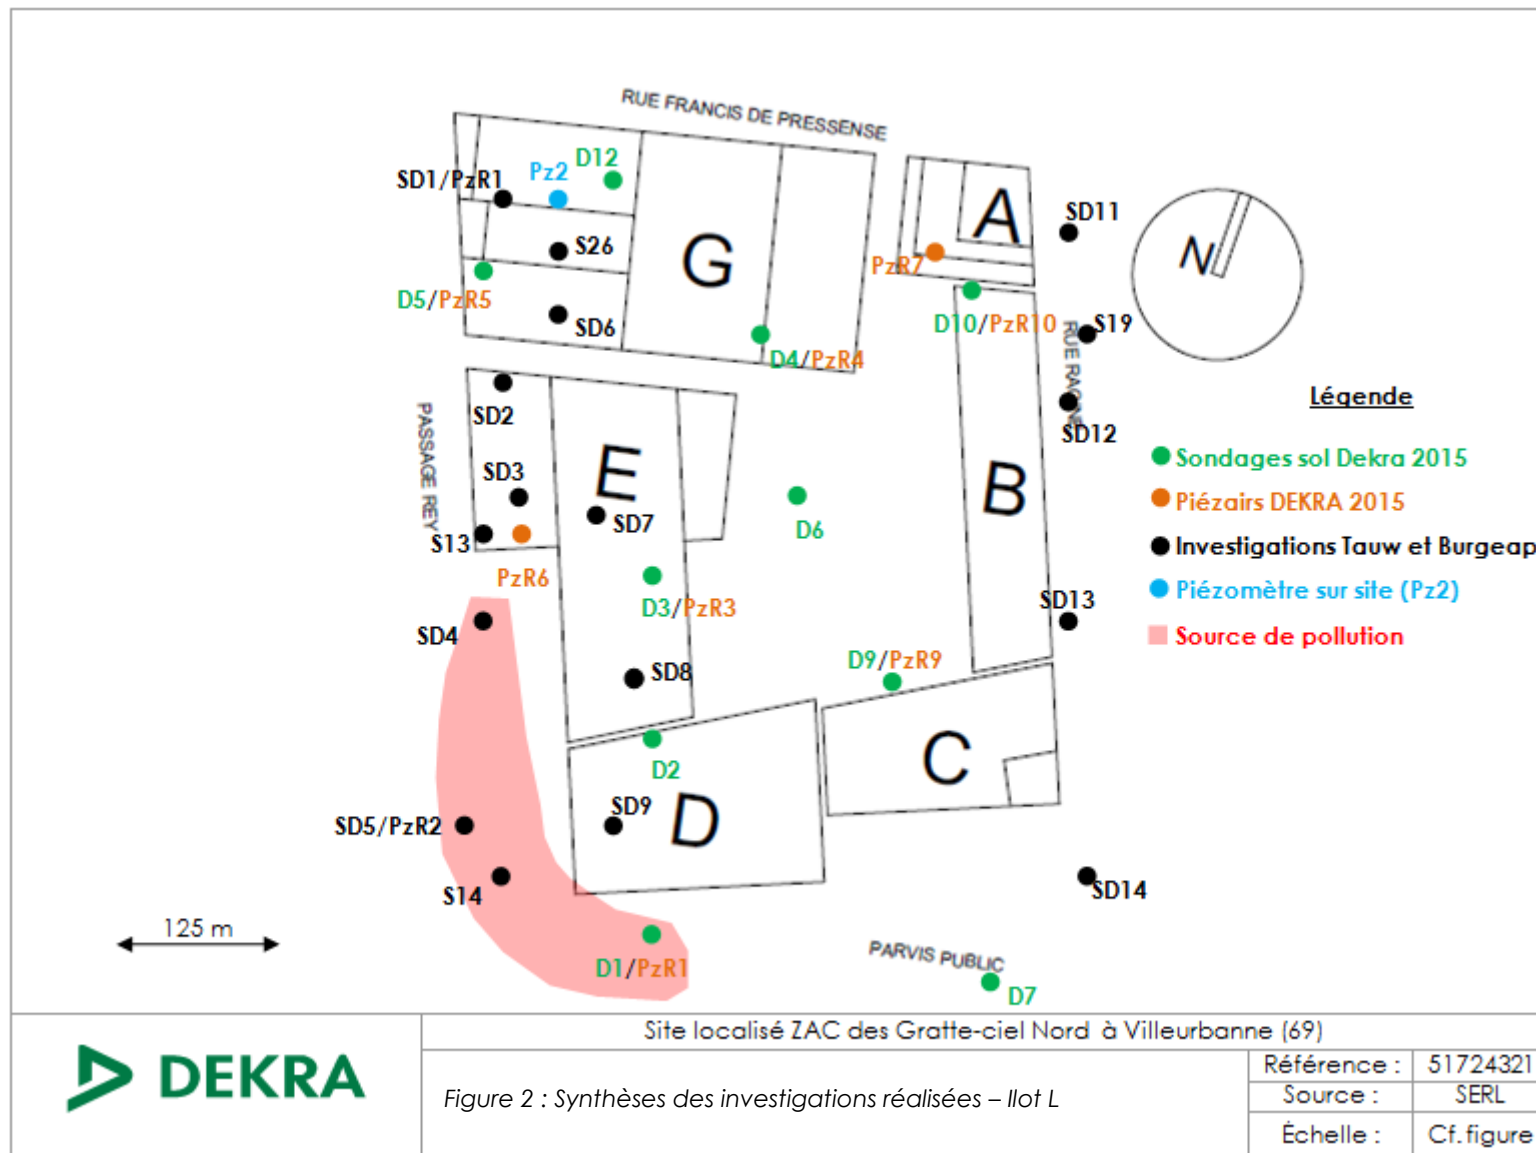 RUE FRANCIS DE PRESSENSE
D12
Pz2
SD1/PzR1
A
SD11
S26
G
N
PzR7
D5/PzR5
SD6
D10/PzR10
S19
D4/PzR4
RUE RACINE
Légende
PASSAGE REY
SD2
SD12
E
SD3
B
Sondages sol Dekra 2015
Piézairs DEKRA 2015
SD7
D6
S13
Investigations Tauw et Burgeap
PzR6
Piézomètre sur site (Pz2)
D3/PzR3
SD13
SD4
Source de pollution
D9/PzR9
SD8
D2
C
SD9
D
SD5/PzR2
S14
SD14
125 m
PARVIS PUBLIC
D1/PzR1
D7
Site localisé ZAC des Gratte-ciel Nord à Villeurbanne (69)
DEKRA
Figure 2 : Synthèses des investigations réalisées – Ilot L
Référence : 51724321
Source : SERL
Échelle : Cf. figure